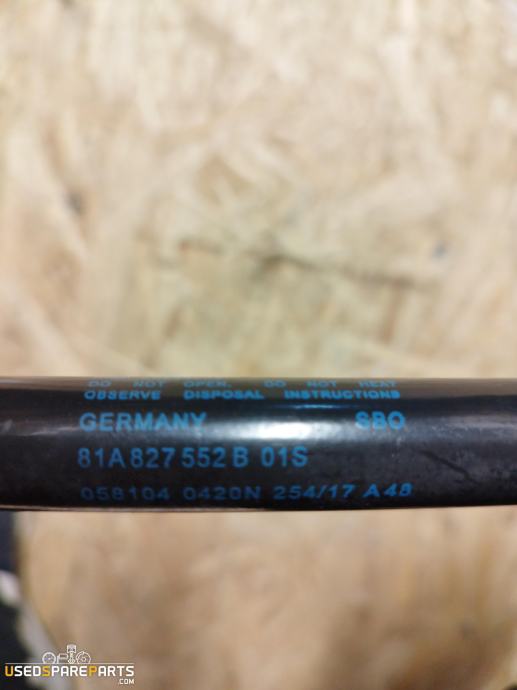 DO NOT OPEN. DO NOT HEAT
OBSERVE DISPOSAL INSTRUCTIONS
GERMANY SBO
81A 827 552 B 01S
058104 0420N 254/17 A48
USEDSPAREPARTS
.COM